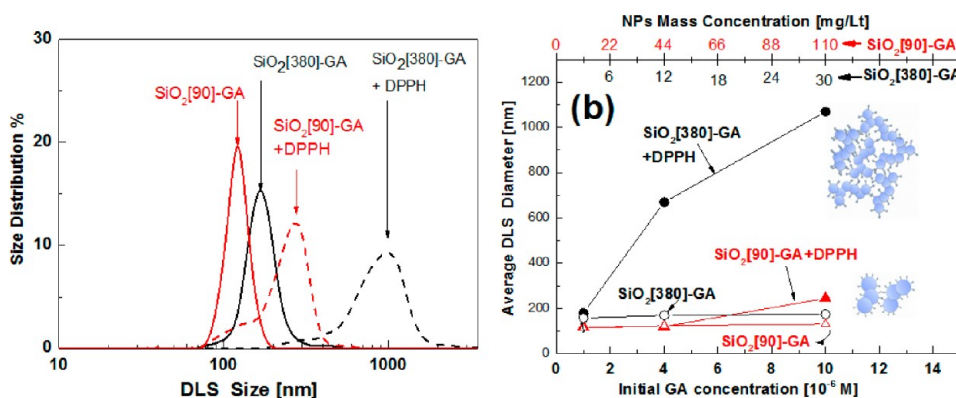 30
20
10
0
10
100
1000
Size Distribution %
DLS Size [nm]
SiO2[90]-GA
SiO2[380]-GA
SiO2[380]-GA
+ DPPH
SiO2[90]-GA
+DPPH
NPs Mass Concentration [mg/Lt]
0 22 44 66 88 110 SiO2[90]-GA
6 12 18 24 30 SiO2[380]-GA
(b)
1200
1000
800
600
400
200
0
Average DLS Diameter [nm]
SiO2[380]-GA
+DPPH
SiO2[90]-GA+DPPH
SiO2[380]-GA
SiO2[90]-GA
0 2 4 6 8 10 12 14
Initial GA concentration [10-6 M]